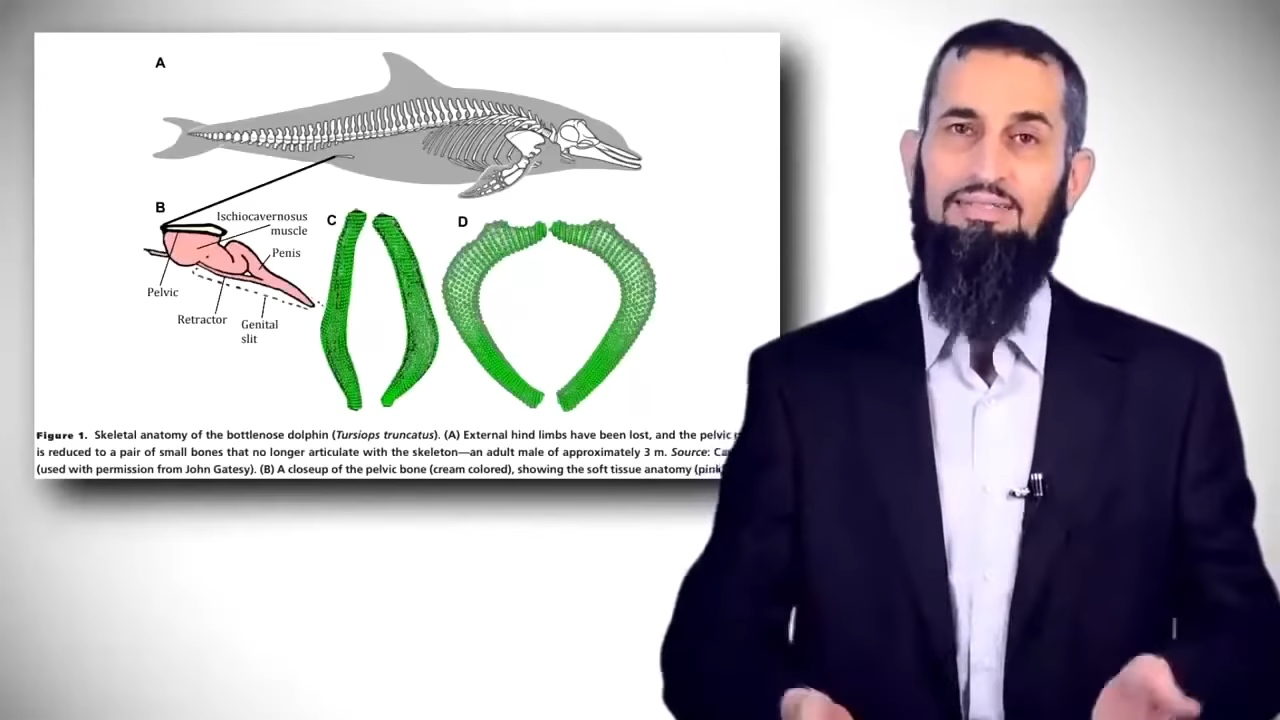 A
B
Ischiocavernosus
muscle
Penis
Pelvic
Retractor
Genital
slit
C
D
Figure 1. Skeletal anatomy of the bottlenose dolphin (Tursiops truncatus). (A) External hind limbs have been lost, and the pelvic
is reduced to a pair of small bones that no longer articulate with the skeleton—an adult male of approximately 3 m. Source:
(used with permission from John Gatesy). (B) A closeup of the pelvic bone (cream colored), showing the soft tissue anatomy (pink